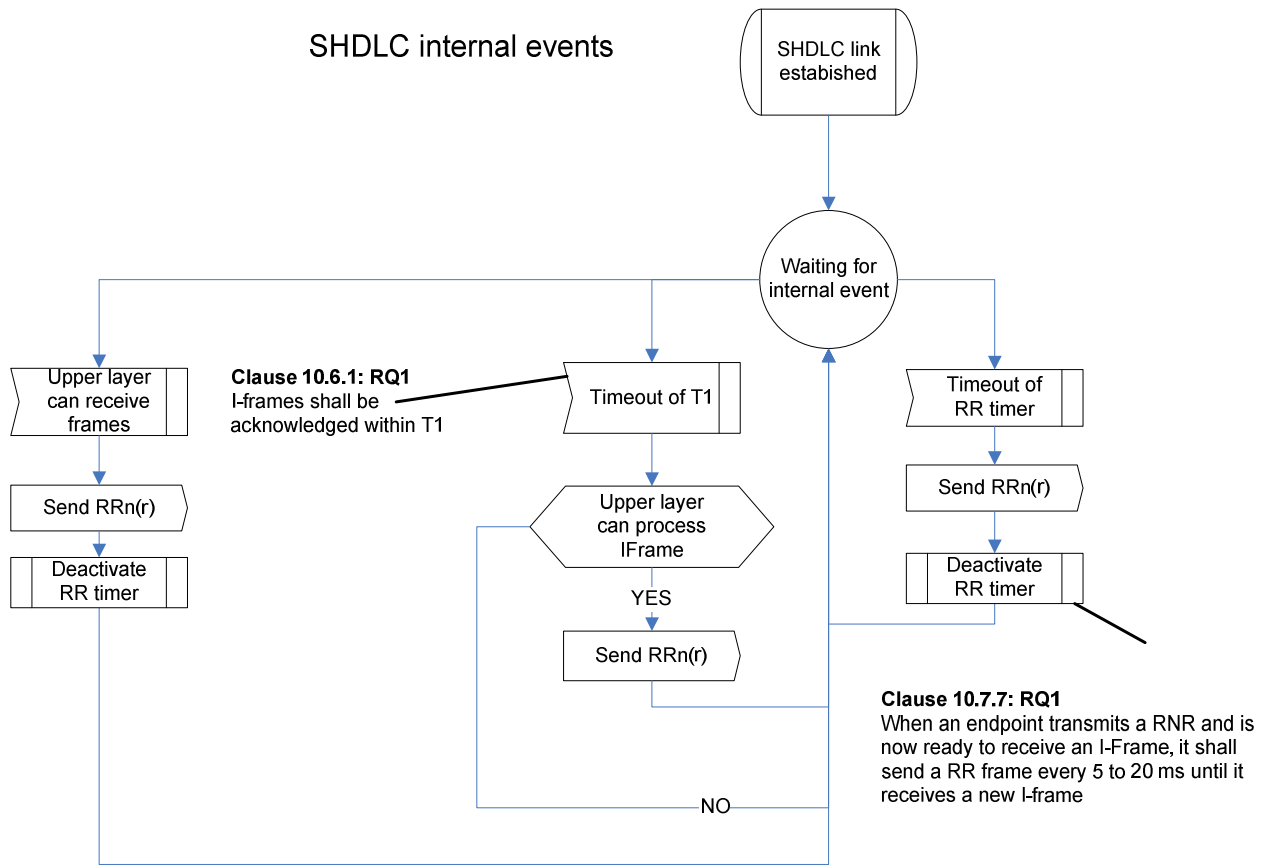 SHDLC internal events
SHDLC link
estabished
Waiting for
internal event
Upper layer
can receive
frames
Send RRn(r)
Deactivate
RR timer
Clause 10.6.1: RQ1
I-frames shall be
acknowledged within T1
Timeout of T1
Upper layer
can process
IFrame
YES
Send RRn(r)
NO
Timeout of
RR timer
Send RRn(r)
Deactivate
RR timer
Clause 10.7.7: RQ1
When an endpoint transmits a RNR and is
now ready to receive an I-Frame, it shall
send a RR frame every 5 to 20 ms until it
receives a new I-frame